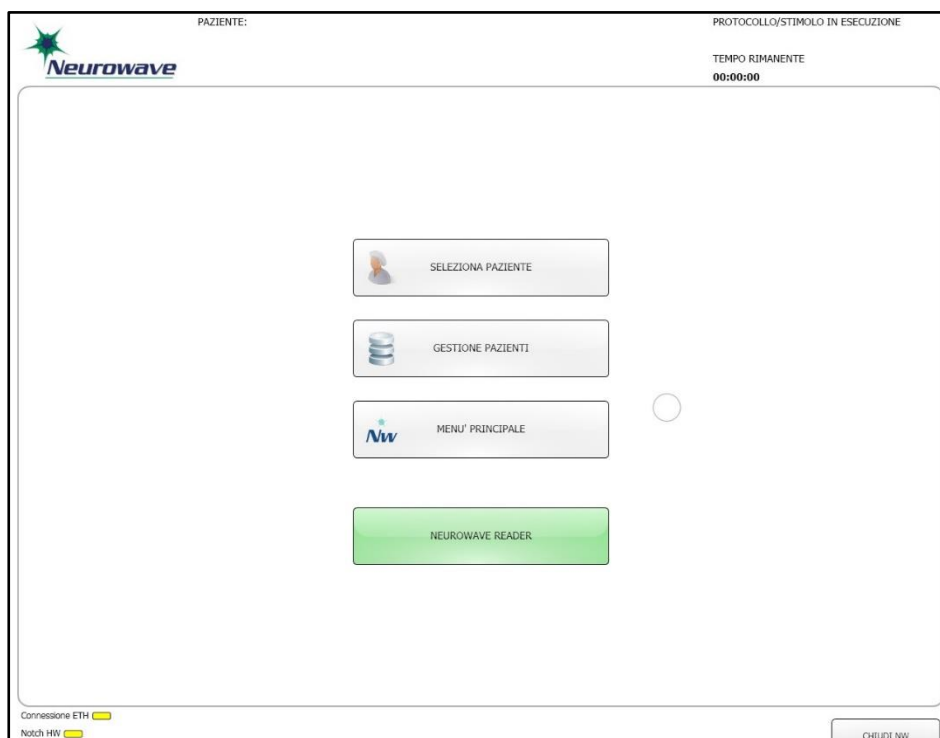 PAZIENTE:
PROTOCOLLO/STIMOLO IN ESECUZIONE
Neurowave
TEMPO RIMANENTE
00:00:00
SELEZIONA PAZIENTE
GESTIONE PAZIENTI
Nw
MENU' PRINCIPALE
NEUROWAVE READER
Connessione ETH
Notch HW
CHIUDI NW